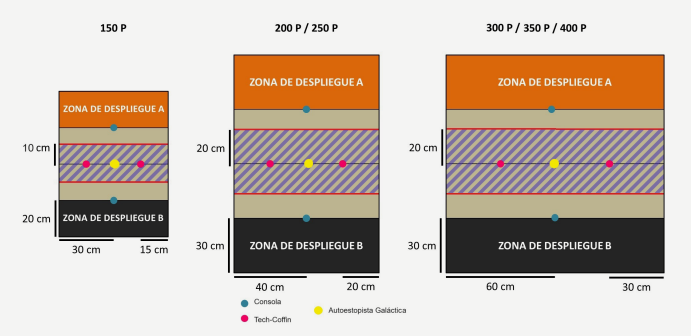 150 P
200 P / 250 P
300 P / 350 P / 400 P
ZONA DE DESPLIEGUE A
10 cm
20 cm
ZONA DE DESPLIEGUE B
30 cm
15 cm
ZONA DE DESPLIEGUE A
20 cm
30 cm
ZONA DE DESPLIEGUE B
40 cm
20 cm
ZONA DE DESPLIEGUE A
20 cm
30 cm
ZONA DE DESPLIEGUE B
60 cm
30 cm
Consola
Tech-Coffin
Autoestopista Galáctica